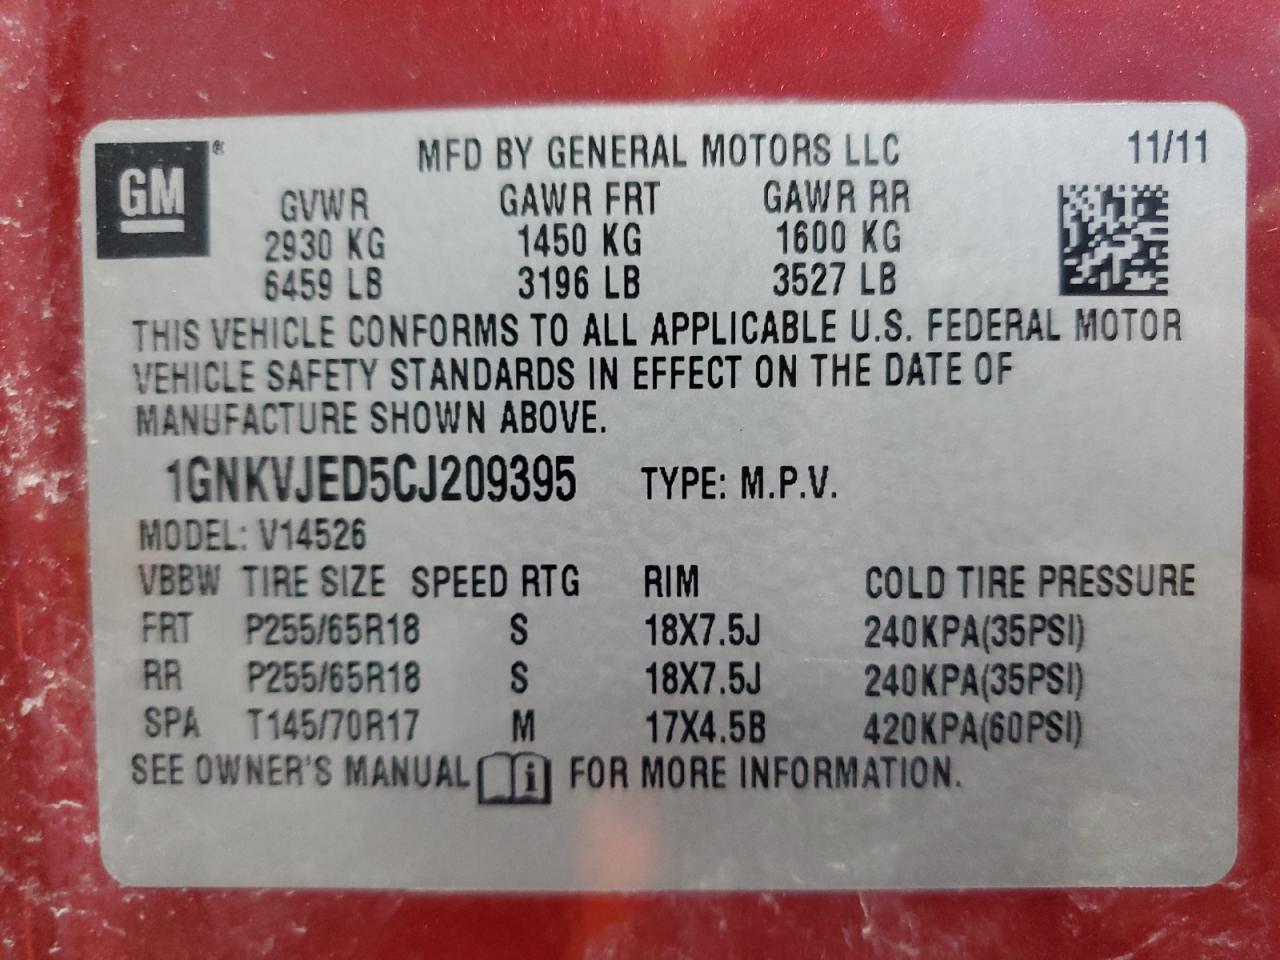 GM®
MFD BY GENERAL MOTORS LLC 11/11
GVWR GAWR FRT GAWR RR
2930 KG 1450 KG 1600 KG
6459 LB 3196 LB 3527 LB
THIS VEHICLE CONFORMS TO ALL APPLICABLE U.S. FEDERAL MOTOR
VEHICLE SAFETY STANDARDS IN EFFECT ON THE DATE OF
MANUFACTURE SHOWN ABOVE.
1GNKVJED5CJ209395 TYPE: M.P.V.
MODEL: V14526
VBBW TIRE SIZE SPEED RTG RIM COLD TIRE PRESSURE
FRT P255/65R18 S 18X7.5J 240KPA(35PSI)
RR P255/65R18 S 18X7.5J 240KPA(35PSI)
SPA T145/70R17 M 17X4.5B 420KPA(60PSI)
SEE OWNER'S MANUAL i FOR MORE INFORMATION.